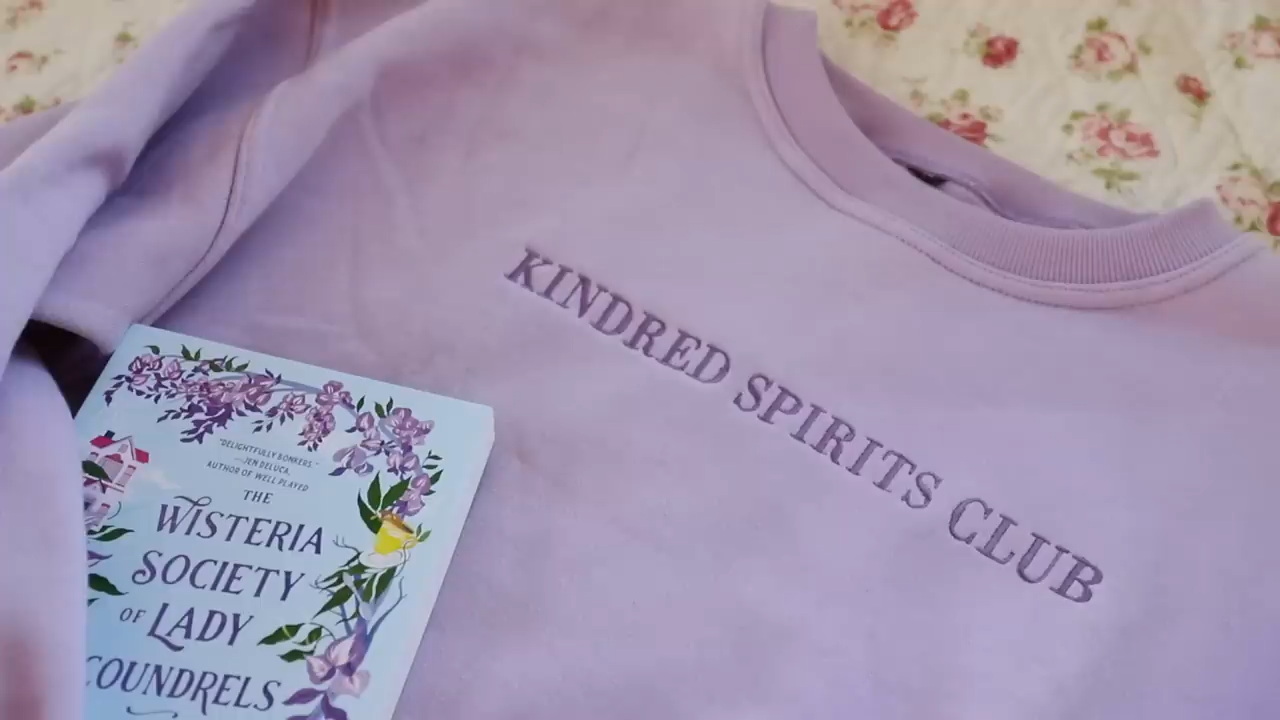 KINDRED SPIRITS CLUB
"DELIGHTFULLY BONKERS."
—JEN DELUCA,
AUTHOR OF WELL PLAYED
THE
WISTERIA
SOCIETY
OF LADY
COUNDRELS